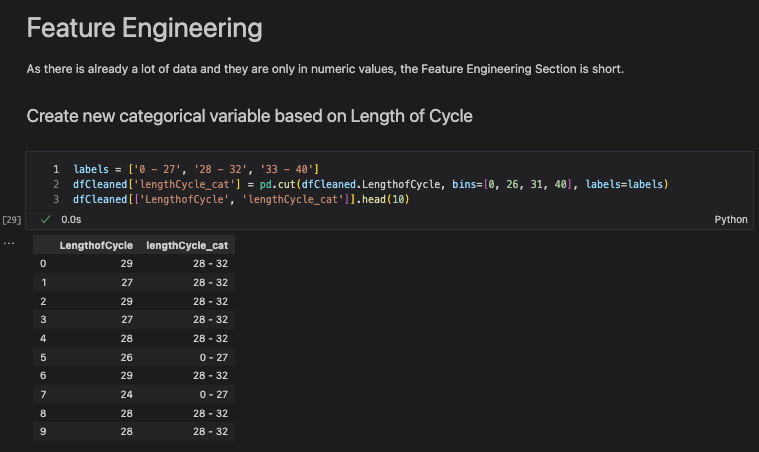 Feature Engineering
As there is already a lot of data and they are only in numeric values, the Feature Engineering Section is short.
Create new categorical variable based on Length of Cycle
1 labels = ['0 - 27', '28 - 32', '33 - 40']
2 dfCleaned['lengthCycle_cat'] = pd.cut(dfCleaned.LengthofCycle, bins=[0, 26, 31, 40], labels=labels)
3 dfCleaned[['LengthofCycle', 'lengthCycle_cat']].head(10)
[29] ✓ 0.0s Python
...
LengthofCycle lengthCycle_cat
0 29 28 - 32
1 27 28 - 32
2 29 28 - 32
3 27 28 - 32
4 28 28 - 32
5 26 0 - 27
6 29 28 - 32
7 24 0 - 27
8 28 28 - 32
9 28 28 - 32